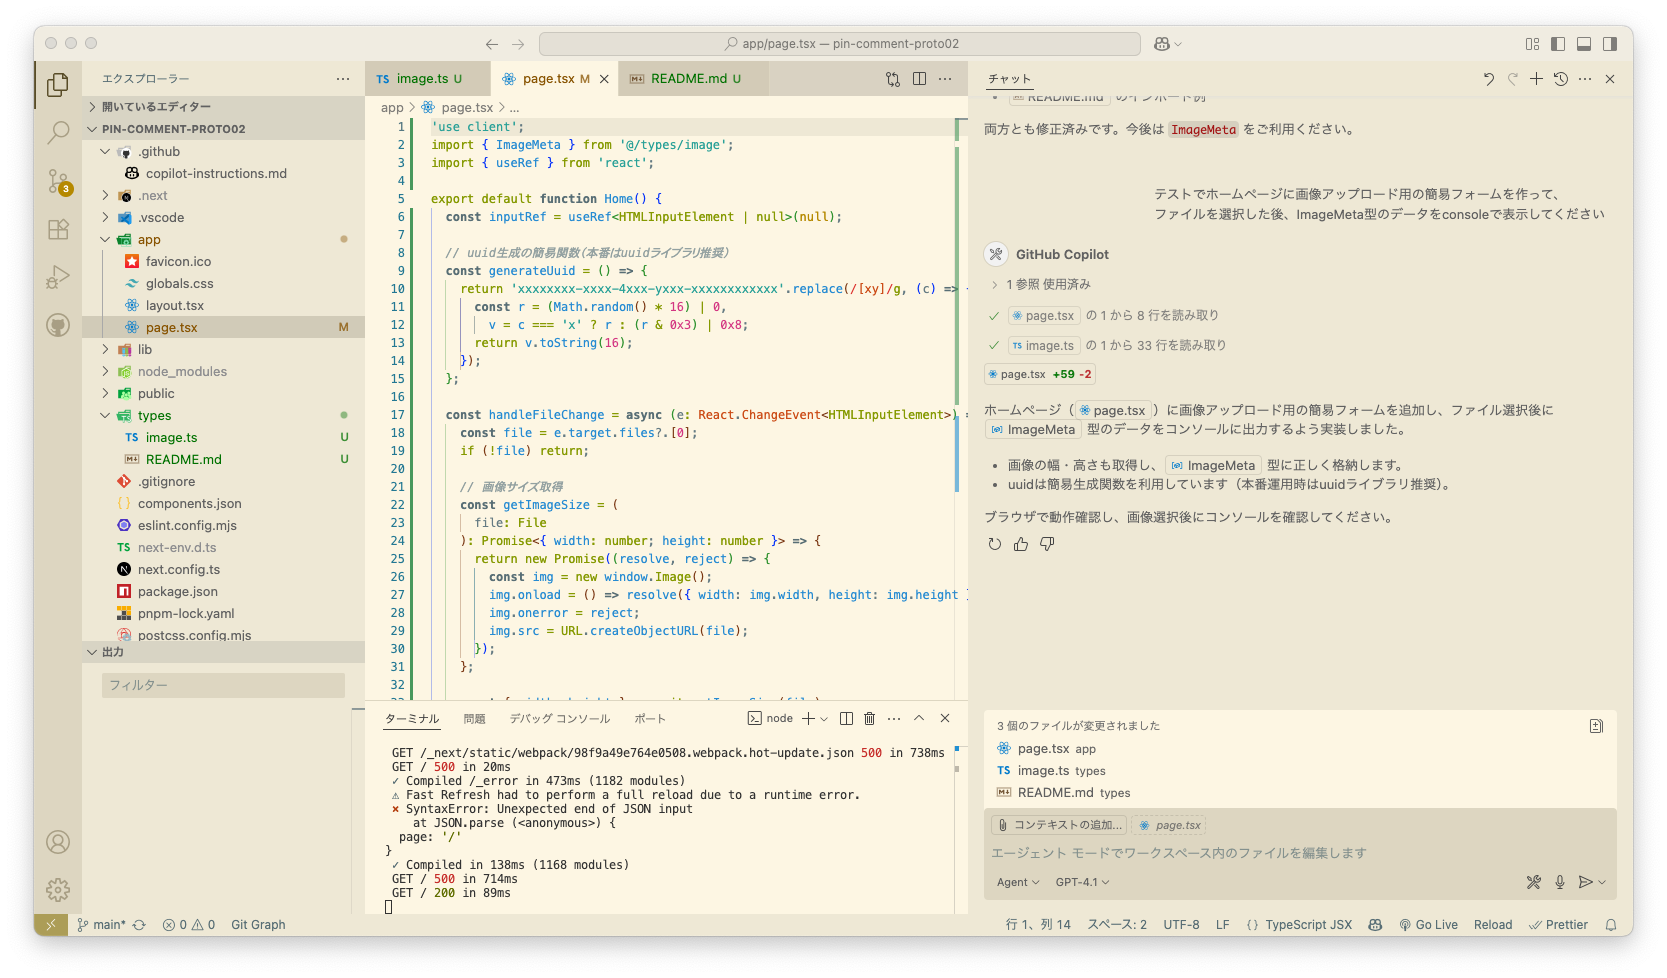 app/page.tsx — pin-comment-proto02
エクスプローラー
開いているエディター
PIN-COMMENT-PROTO02
.github
copilot-instructions.md
.next
.vscode
app
favicon.ico
globals.css
layout.tsx
page.tsx M
lib
node_modules
public
types
TS image.ts U
README.md U
.gitignore
components.json
eslint.config.mjs
TS next-env.d.ts
next.config.ts
package.json
pnpm-lock.yaml
postcss.config.mjs
出力
フィルター
3
TS image.ts U
page.tsx M
README.md U
app > page.tsx > ...
1 'use client';
2 import { ImageMeta } from '@/types/image';
3 import { useRef } from 'react';
4
5 export default function Home() {
6 const inputRef = useRef<HTMLInputElement | null>(null);
7
8 // uuid生成の簡易関数(本番はuuidライブラリ推奨)
9 const generateUuid = () => {
10 return 'xxxxxxxx-xxxx-4xxx-yxxx-xxxxxxxxxxxx'.replace(/[xy]/g, (c) =>
11 const r = (Math.random() * 16) | 0,
12 v = c === 'x' ? r : (r & 0x3) | 0x8;
13 return v.toString(16);
14 });
15 };
16
17 const handleFileChange = async (e: React.ChangeEvent<HTMLInputElement>) =
18 const file = e.target.files?.[0];
19 if (!file) return;
20
21 // 画像サイズ取得
22 const getImageSize = (
23 file: File
24 ): Promise<{ width: number; height: number }> => {
25 return new Promise((resolve, reject) => {
26 const img = new window.Image();
27 img.onload = () => resolve({ width: img.width, height: img.height }
28 img.onerror = reject;
29 img.src = URL.createObjectURL(file);
30 });
31 };
32
ターミナル 問題 デバッグ コンソール ポート
node
GET /_next/static/webpack/98f9a49e764e0508.webpack.hot-update.json 500 in 738ms
GET / 500 in 20ms
✓ Compiled /_error in 473ms (1182 modules)
⚠ Fast Refresh had to perform a full reload due to a runtime error.
⨯ SyntaxError: Unexpected end of JSON input
at JSON.parse (<anonymous>) {
page: '/'
}
✓ Compiled in 138ms (1168 modules)
GET / 500 in 714ms
GET / 200 in 89ms
チャット
README.md のインポート例
両方とも修正済みです。今後は ImageMeta をご利用ください。
テストでホームページに画像アップロード用の簡易フォームを作って、
ファイルを選択した後、ImageMeta型のデータをconsoleで表示してください
GitHub Copilot
1 参照 使用済み
page.tsx の 1 から 8 行を読み取り
TS image.ts の 1 から 33 行を読み取り
page.tsx +59 -2
ホームページ（ page.tsx ）に画像アップロード用の簡易フォームを追加し、ファイル選択後に
ImageMeta 型のデータをコンソールに出力するよう実装しました。
• 画像の幅・高さも取得し、 ImageMeta 型に正しく格納します。
• uuidは簡易生成関数を利用しています（本番運用時はuuidライブラリ推奨）。
ブラウザで動作確認し、画像選択後にコンソールを確認してください。
3 個のファイルが変更されました
page.tsx app
TS image.ts types
README.md types
コンテキストの追加...
page.tsx
エージェント モードでワークスペース内のファイルを編集します
Agent
GPT-4.1
main*
0 0
Git Graph
行 1、列 14
スペース: 2
UTF-8
LF
{} TypeScript JSX
Go Live
Reload
Prettier